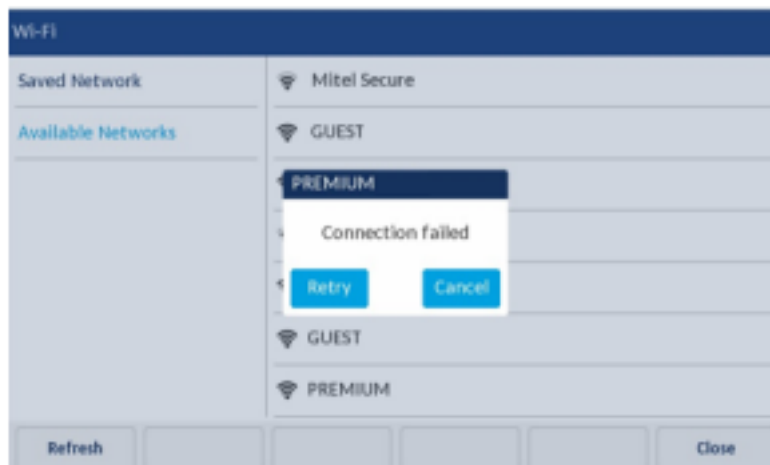 Wi-Fi
Saved Network
Available Networks
Mitel Secure
GUEST
PREMIUM
Connection failed
Retry
Cancel
GUEST
PREMIUM
Refresh
Close